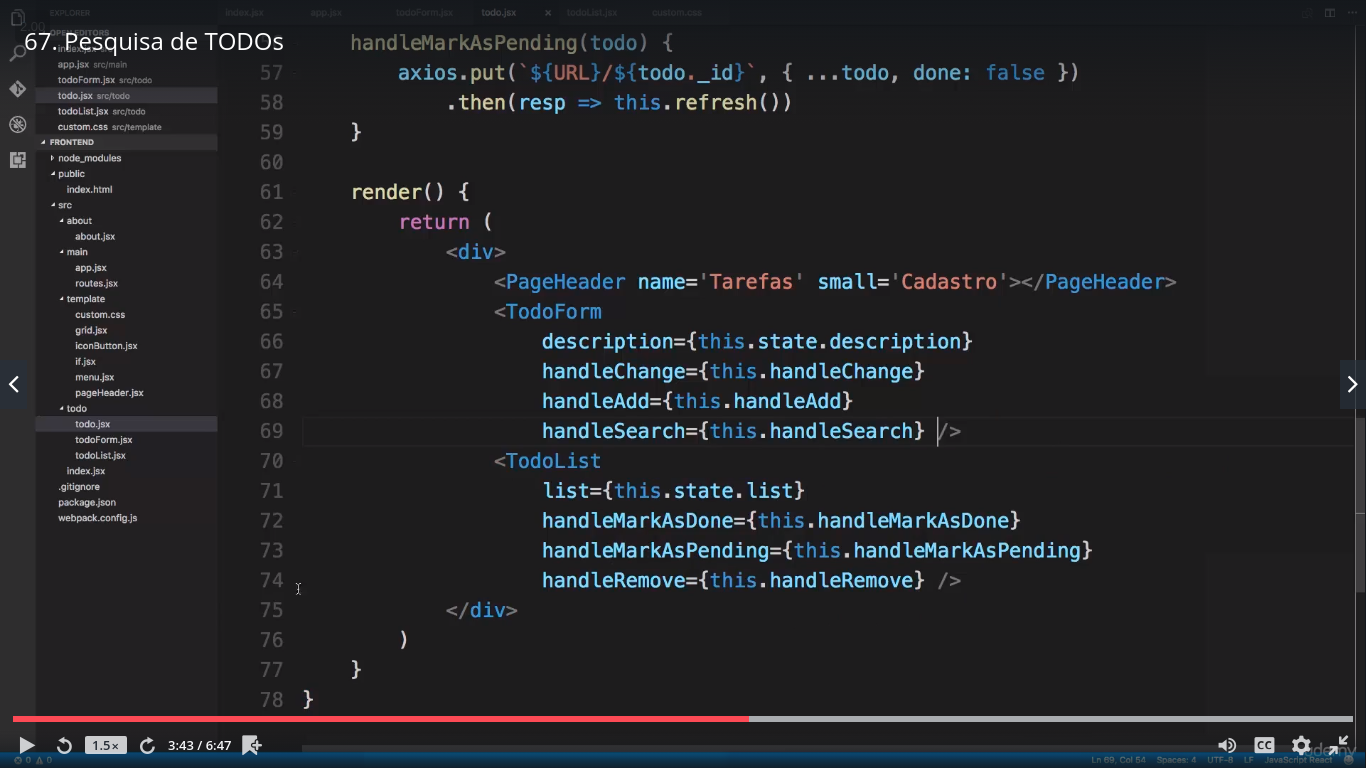 EXPLORER
index.jsx
app.jsx
todoForm.jsx
todo.jsx
×
todoList.jsx
custom.css
2.00
OPEN EDITORS
67. Pesquisa de TODOs
index.jsx
app.jsx src/main
todoForm.jsx src/todo
todo.jsx src/todo
todoList.jsx src/todo
custom.css src/template
FRONTEND
node_modules
public
index.html
src
about
about.jsx
main
app.jsx
routes.jsx
template
custom.css
grid.jsx
iconButton.jsx
if.jsx
menu.jsx
pageHeader.jsx
todo
todo.jsx
todoForm.jsx
todoList.jsx
index.jsx
.gitignore
package.json
webpack.config.js
handleMarkAsPending(todo) {
57 axios.put(`${URL}/${todo._id}`, { ...todo, done: false })
58 .then(resp => this.refresh())
59 }
60
61 render() {
62 return (
63 <div>
64 <PageHeader name='Tarefas' small='Cadastro'></PageHeader>
65 <TodoForm
66 description={this.state.description}
67 handleChange={this.handleChange}
68 handleAdd={this.handleAdd}
69 handleSearch={this.handleSearch} />
70 <TodoList
71 list={this.state.list}
72 handleMarkAsDone={this.handleMarkAsDone}
73 handleMarkAsPending={this.handleMarkAsPending}
74 handleRemove={this.handleRemove} />
75 </div>
76 )
77 }
78 }
1.5×
3:43 / 6:47
CC
udemy
0 0
Ln 69, Col 54
Spaces: 4
UTF-8
LF
JavaScript React